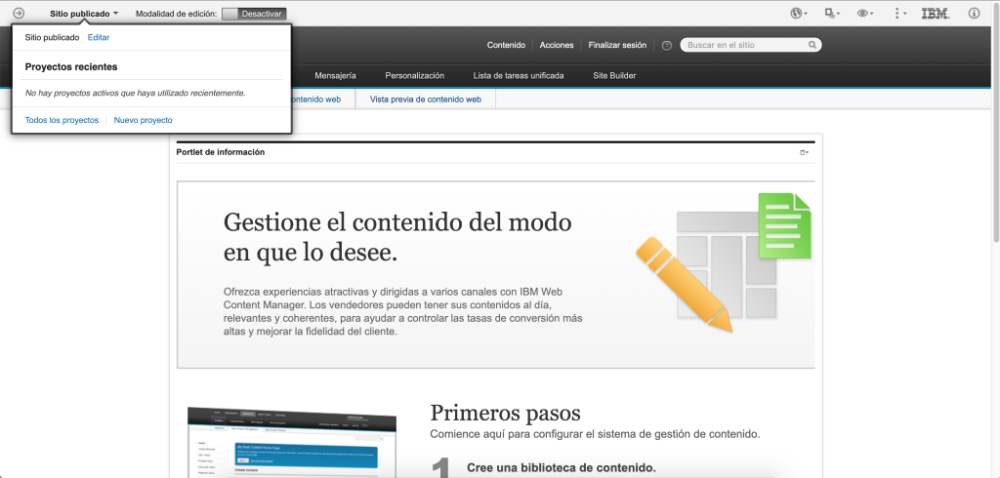 Sitio publicado
Modalidad de edición: Desactivar
IBM.
Sitio publicado Editar
Proyectos recientes
No hay proyectos activos que haya utilizado recientemente.
Todos los proyectos Nuevo proyecto
Contenido Acciones Finalizar sesión ? Buscar en el sitio
Mensajería Personalización Lista de tareas unificada Site Builder
contenido web Vista previa de contenido web
Portlet de información
Gestione el contenido del modo
en que lo desee.
Ofrezca experiencias atractivas y dirigidas a varios canales con IBM Web
Content Manager. Los vendedores pueden tener sus contenidos al día,
relevantes y coherentes, para ayudar a controlar las tasas de conversión más
altas y mejorar la fidelidad del cliente.
Primeros pasos
Comience aquí para configurar el sistema de gestión de contenido.
1 Cree una biblioteca de contenido.